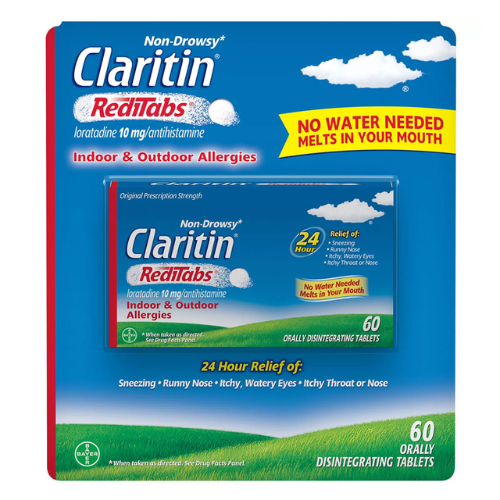 Non-Drowsy*
Claritin®
RediTabs®
loratadine 10 mg/antihistamine
Indoor & Outdoor Allergies
®
NO WATER NEEDED
MELTS IN YOUR MOUTH
Original Prescription Strength
Non-Drowsy*
Claritin®
RediTabs®
loratadine 10 mg/antihistamine
Indoor & Outdoor
Allergies
24
Hour
Relief of:
• Sneezing
• Runny Nose
• Itchy, Watery Eyes
• Itchy Throat or Nose
No Water Needed
Melts in Your Mouth
BAYER
*When taken as directed.
See Drug Facts Panel.
60
ORALLY DISINTEGRATING TABLETS
24 Hour Relief of:
Sneezing • Runny Nose • Itchy, Watery Eyes • Itchy Throat or Nose
BAYER
BAYER
*When taken as directed. See Drug Facts Panel.
60
ORALLY
DISINTEGRATING TABLETS